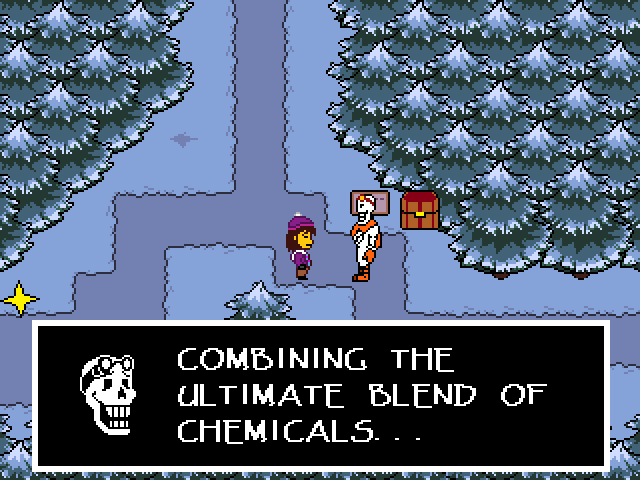 COMBINING THE
ULTIMATE BLEND OF
CHEMICALS...